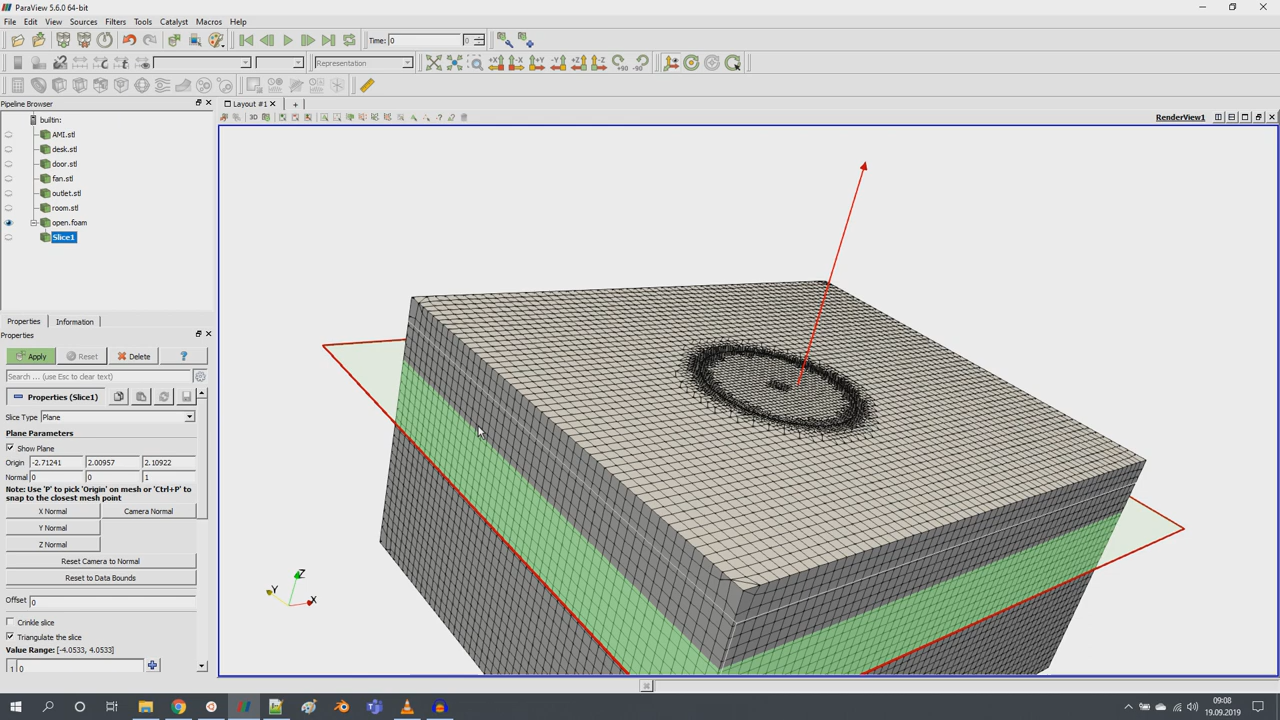 ParaView 5.6.0 64-bit
File Edit View Sources Filters Tools Catalyst Macros Help
Time: 0 0
Representation
+X -X +Y -Y +Z -Z +90 -90
Pipeline Browser
Layout #1 +
3D RenderView1
builtin:
AMI.stl
desk.stl
door.stl
fan.stl
outlet.stl
room.stl
open.foam
Slice1
Properties Information
Properties
Apply Reset Delete ?
Search ... (use Esc to clear text)
Properties (Slice1)
Slice Type Plane
Plane Parameters
Show Plane
Origin -2.71241 2.00957 2.10922
Normal 0 0 1
Note: Use 'P' to pick 'Origin' on mesh or 'Ctrl+P' to
snap to the closest mesh point
X Normal Camera Normal
Y Normal
Z Normal
Reset Camera to Normal
Reset to Data Bounds
Offset 0
Crinkle slice
Triangulate the slice
Value Range: [-4.0533, 4.0533]
1 0
Z
Y X
09:08
19.09.2019